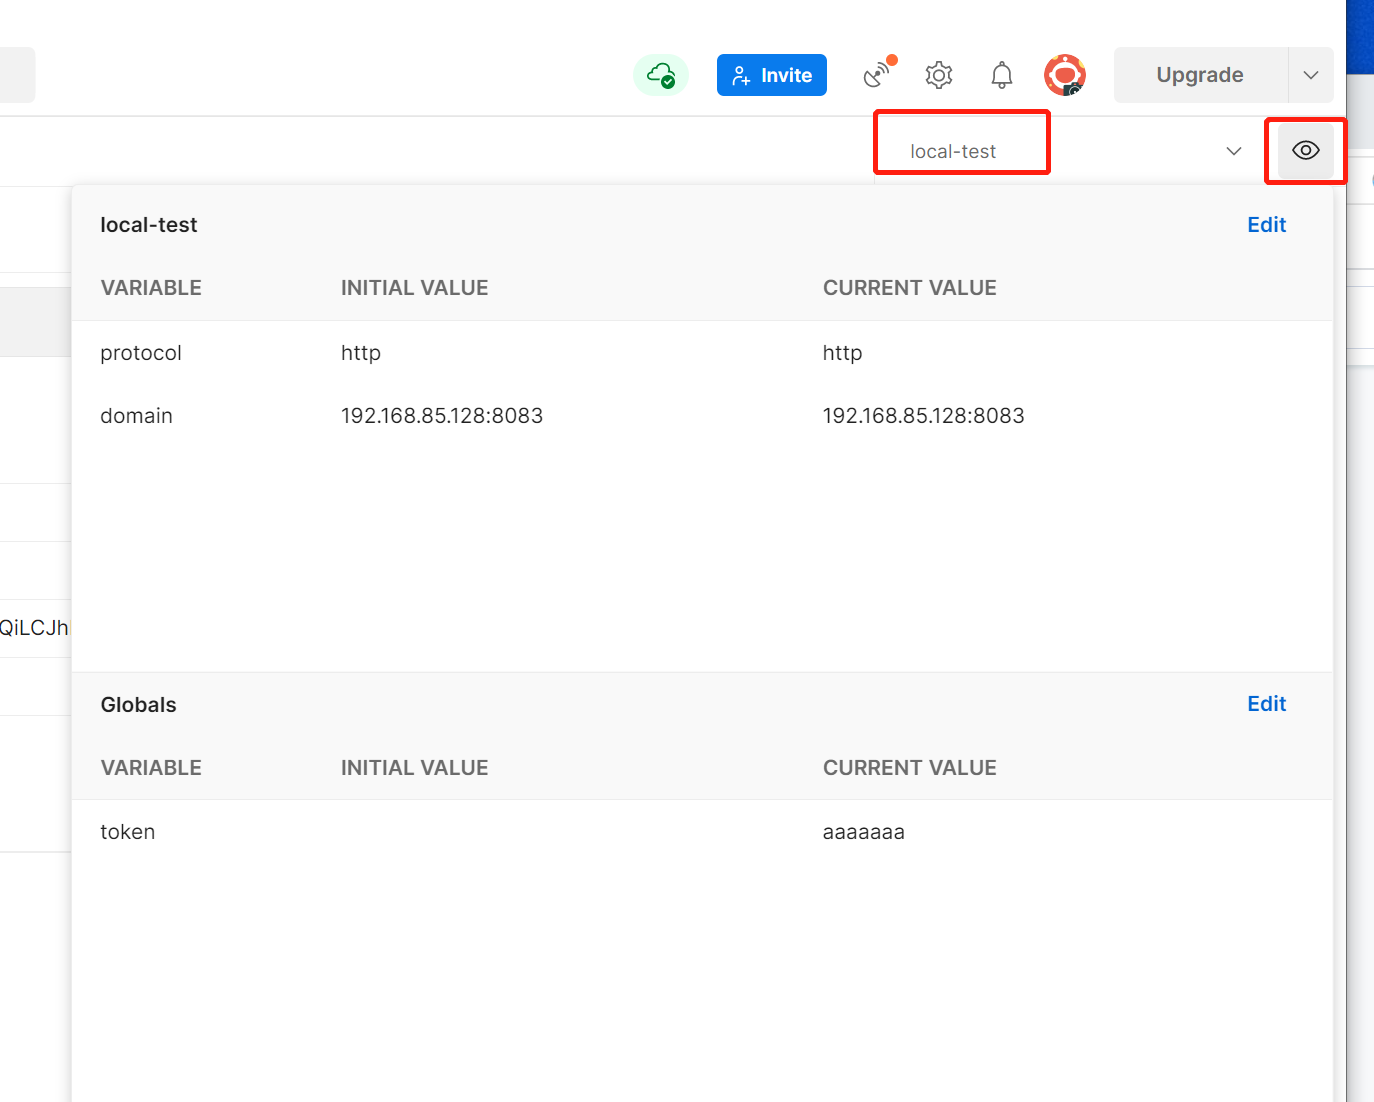 Invite
Upgrade
local-test
local-test Edit
VARIABLE INITIAL VALUE CURRENT VALUE
protocol http http
domain 192.168.85.128:8083 192.168.85.128:8083
QiLCJh
Globals Edit
VARIABLE INITIAL VALUE CURRENT VALUE
token aaaaaaa